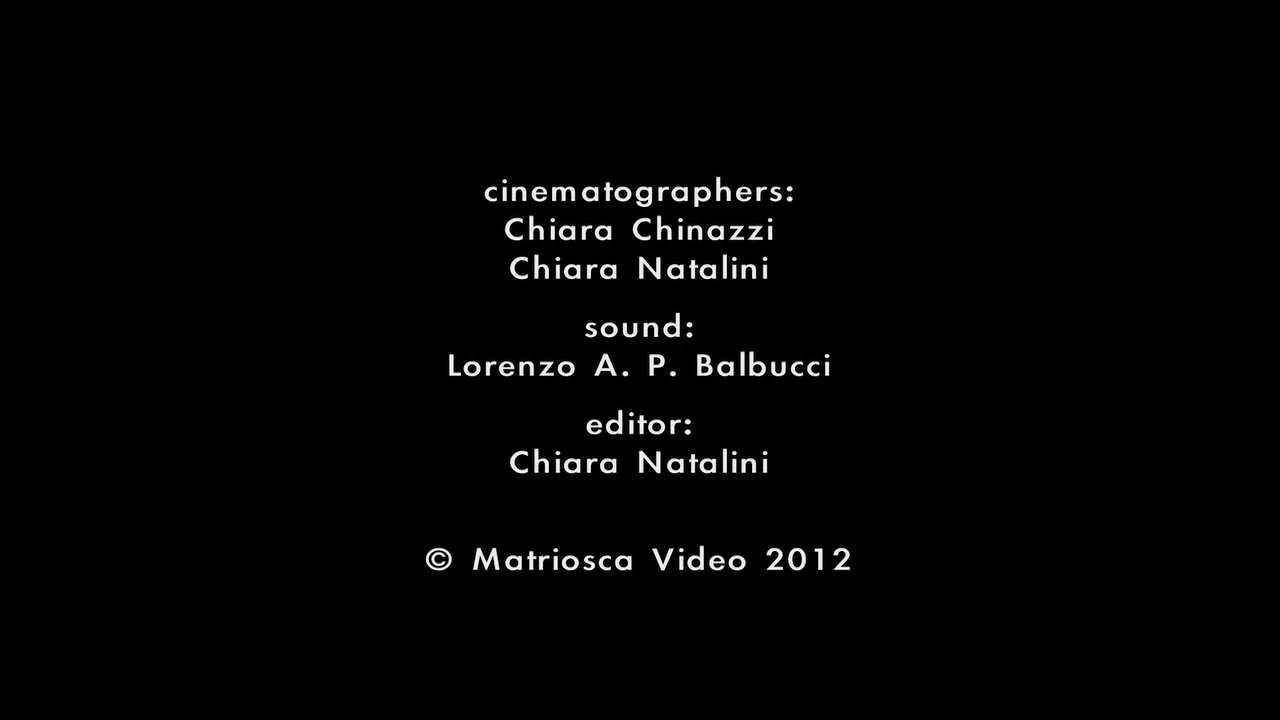 cinematographers:
Chiara Chinazzi
Chiara Natalini
sound:
Lorenzo A. P. Balbucci
editor:
Chiara Natalini
© Matriosca Video 2012